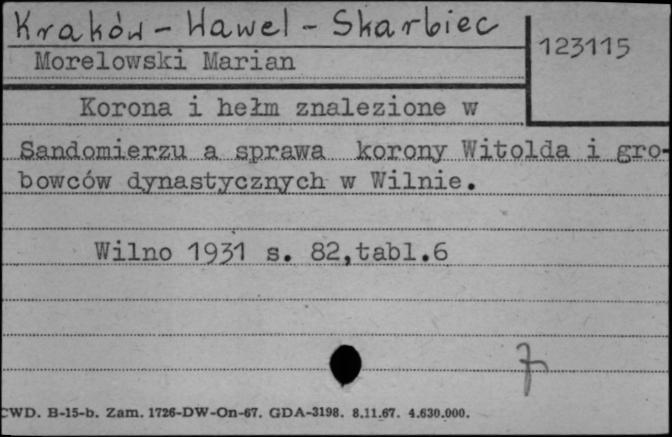 Kraków - Wawel - Skarbiec
123115
Morelowski Marian
Korona i hełm znalezione w
Sandomierzu a sprawa korony Witolda i gro-
bowców dynastycznych w Wilnie.
Wilno 1931 s. 82,tabl.6
7
CWD. B-15-b. Zam. 1726-DW-On-67. GDA-3198. 8.11.67. 4.630.000.